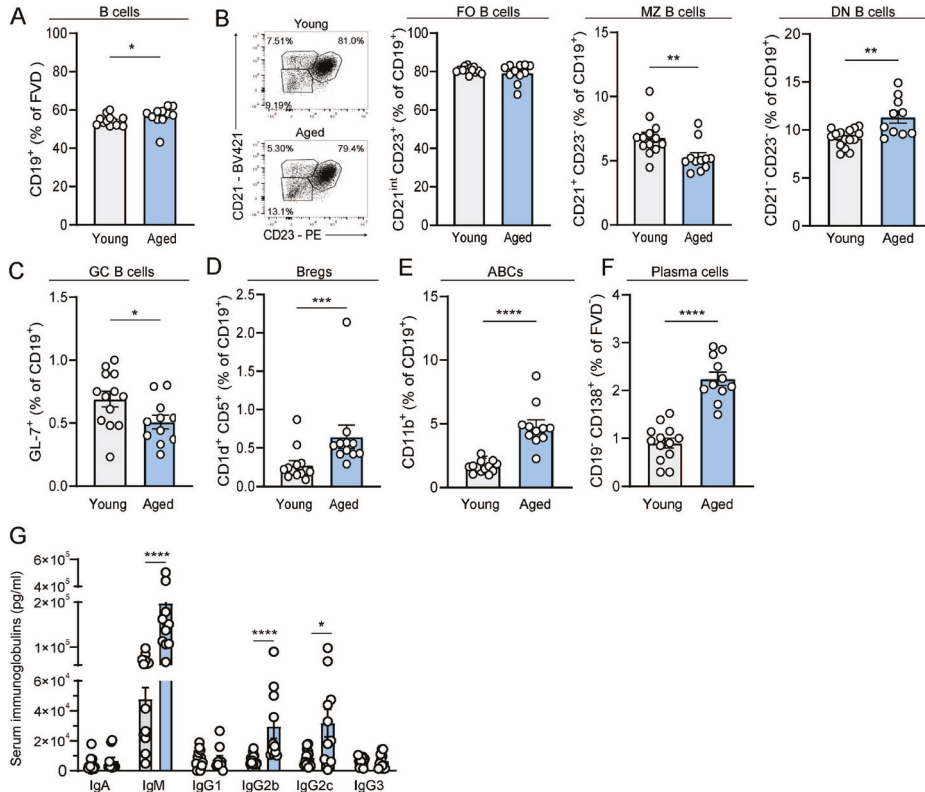 A
B cells
CD19⁺ (% of FVD⁻)
100
80
60
40
20
0
*
Young
Aged
B
Young
7.51%
81.0%
9.19%
Aged
5.30%
79.4%
13.1%
CD21 - BV421
CD23 - PE
FO B cells
CD21ⁱⁿᵗ CD23⁺ (% of CD19⁺)
100
80
60
40
20
0
Young
Aged
MZ B cells
CD21⁺ CD23⁻ (% of CD19⁺)
15
10
5
0
**
Young
Aged
DN B cells
CD21⁻ CD23⁻ (% of CD19⁺)
20
15
10
5
0
**
Young
Aged
C
GC B cells
GL-7⁺ (% of CD19⁺)
1.5
1.0
0.5
0.0
*
Young
Aged
D
Bregs
CD1d⁺ CD5⁺ (% of CD19⁺)
2.5
2.0
1.5
1.0
0.5
0.0
***
Young
Aged
E
ABCs
CD11b⁺ (% of CD19⁺)
15
10
5
0
****
Young
Aged
F
Plasma cells
CD19⁻ CD138⁺ (% of FVD⁻)
4
3
2
1
0
****
Young
Aged
G
Serum immunoglobulins (pg/ml)
6×10⁵
4×10⁵
2×10⁵
1×10⁵
6×10⁴
4×10⁴
2×10⁴
0
****
****
*
IgA
IgM
IgG1
IgG2b
IgG2c
IgG3